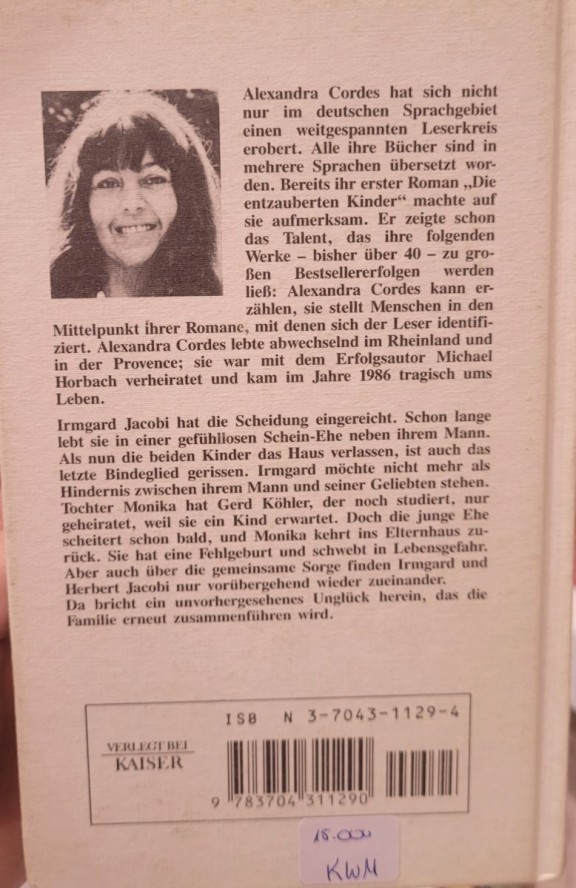 Alexandra Cordes hat sich nicht
nur im deutschen Sprachgebiet
einen weitgespannten Leserkreis
erobert. Alle ihre Bücher sind in
mehrere Sprachen übersetzt wor-
den. Bereits ihr erster Roman „Die
entzauberten Kinder“ machte auf
sie aufmerksam. Er zeigte schon
das Talent, das ihre folgenden
Werke – bisher über 40 – zu gro-
ßen Bestsellererfolgen werden
ließ: Alexandra Cordes kann er-
zählen, sie stellt Menschen in den
Mittelpunkt ihrer Romane, mit denen sich der Leser identifi-
ziert. Alexandra Cordes lebte abwechselnd im Rheinland und
in der Provence; sie war mit dem Erfolgsautor Michael
Horbach verheiratet und kam im Jahre 1986 tragisch ums
Leben.
Irmgard Jacobi hat die Scheidung eingereicht. Schon lange
lebt sie in einer gefühllosen Schein-Ehe neben ihrem Mann.
Als nun die beiden Kinder das Haus verlassen, ist auch das
letzte Bindeglied gerissen. Irmgard möchte nicht mehr als
Hindernis zwischen ihrem Mann und seiner Geliebten stehen.
Tochter Monika hat Gerd Köhler, der noch studiert, nur
geheiratet, weil sie ein Kind erwartet. Doch die junge Ehe
scheitert schon bald, und Monika kehrt ins Elternhaus zu-
rück. Sie hat eine Fehlgeburt und schwebt in Lebensgefahr.
Aber auch über die gemeinsame Sorge finden Irmgard und
Herbert Jacobi nur vorübergehend wieder zueinander.
Da bricht ein unvorhergesehenes Unglück herein, das die
Familie erneut zusammenführen wird.
ISB N 3-7043-1129-4
VERLEGT BEI
KAISER
9 783704 311290
KWM